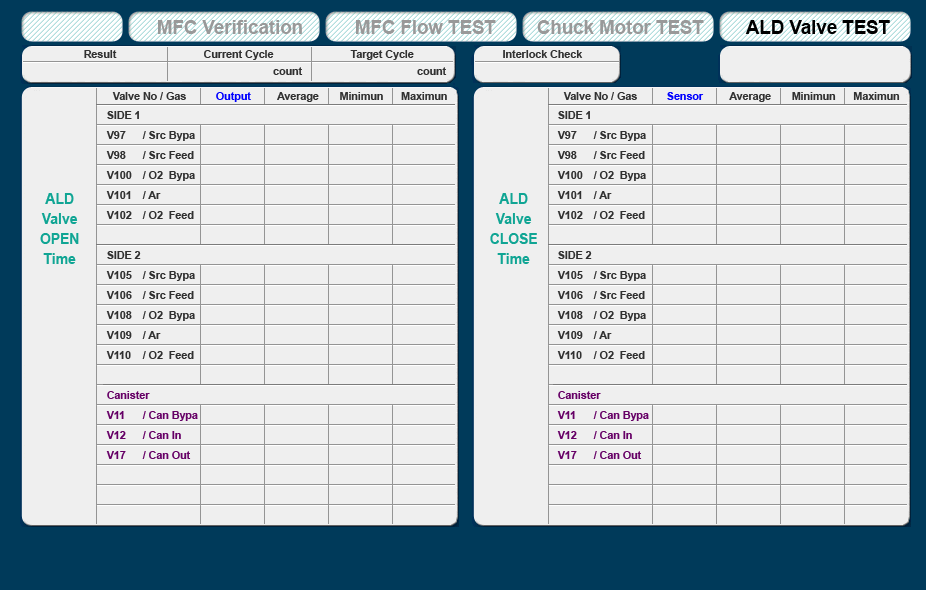 MFC Verification MFC Flow TEST Chuck Motor TEST ALD Valve TEST
Result Current Cycle Target Cycle Interlock Check
count count
Valve No / Gas Output Average Minimun Maximun
SIDE 1
V97 / Src Bypa
V98 / Src Feed
V100 / O2 Bypa
V101 / Ar
V102 / O2 Feed
SIDE 2
V105 / Src Bypa
V106 / Src Feed
V108 / O2 Bypa
V109 / Ar
V110 / O2 Feed
Canister
V11 / Can Bypa
V12 / Can In
V17 / Can Out
ALD
Valve
OPEN
Time
Valve No / Gas Sensor Average Minimun Maximun
SIDE 1
V97 / Src Bypa
V98 / Src Feed
V100 / O2 Bypa
V101 / Ar
V102 / O2 Feed
SIDE 2
V105 / Src Bypa
V106 / Src Feed
V108 / O2 Bypa
V109 / Ar
V110 / O2 Feed
Canister
V11 / Can Bypa
V12 / Can In
V17 / Can Out
ALD
Valve
CLOSE
Time